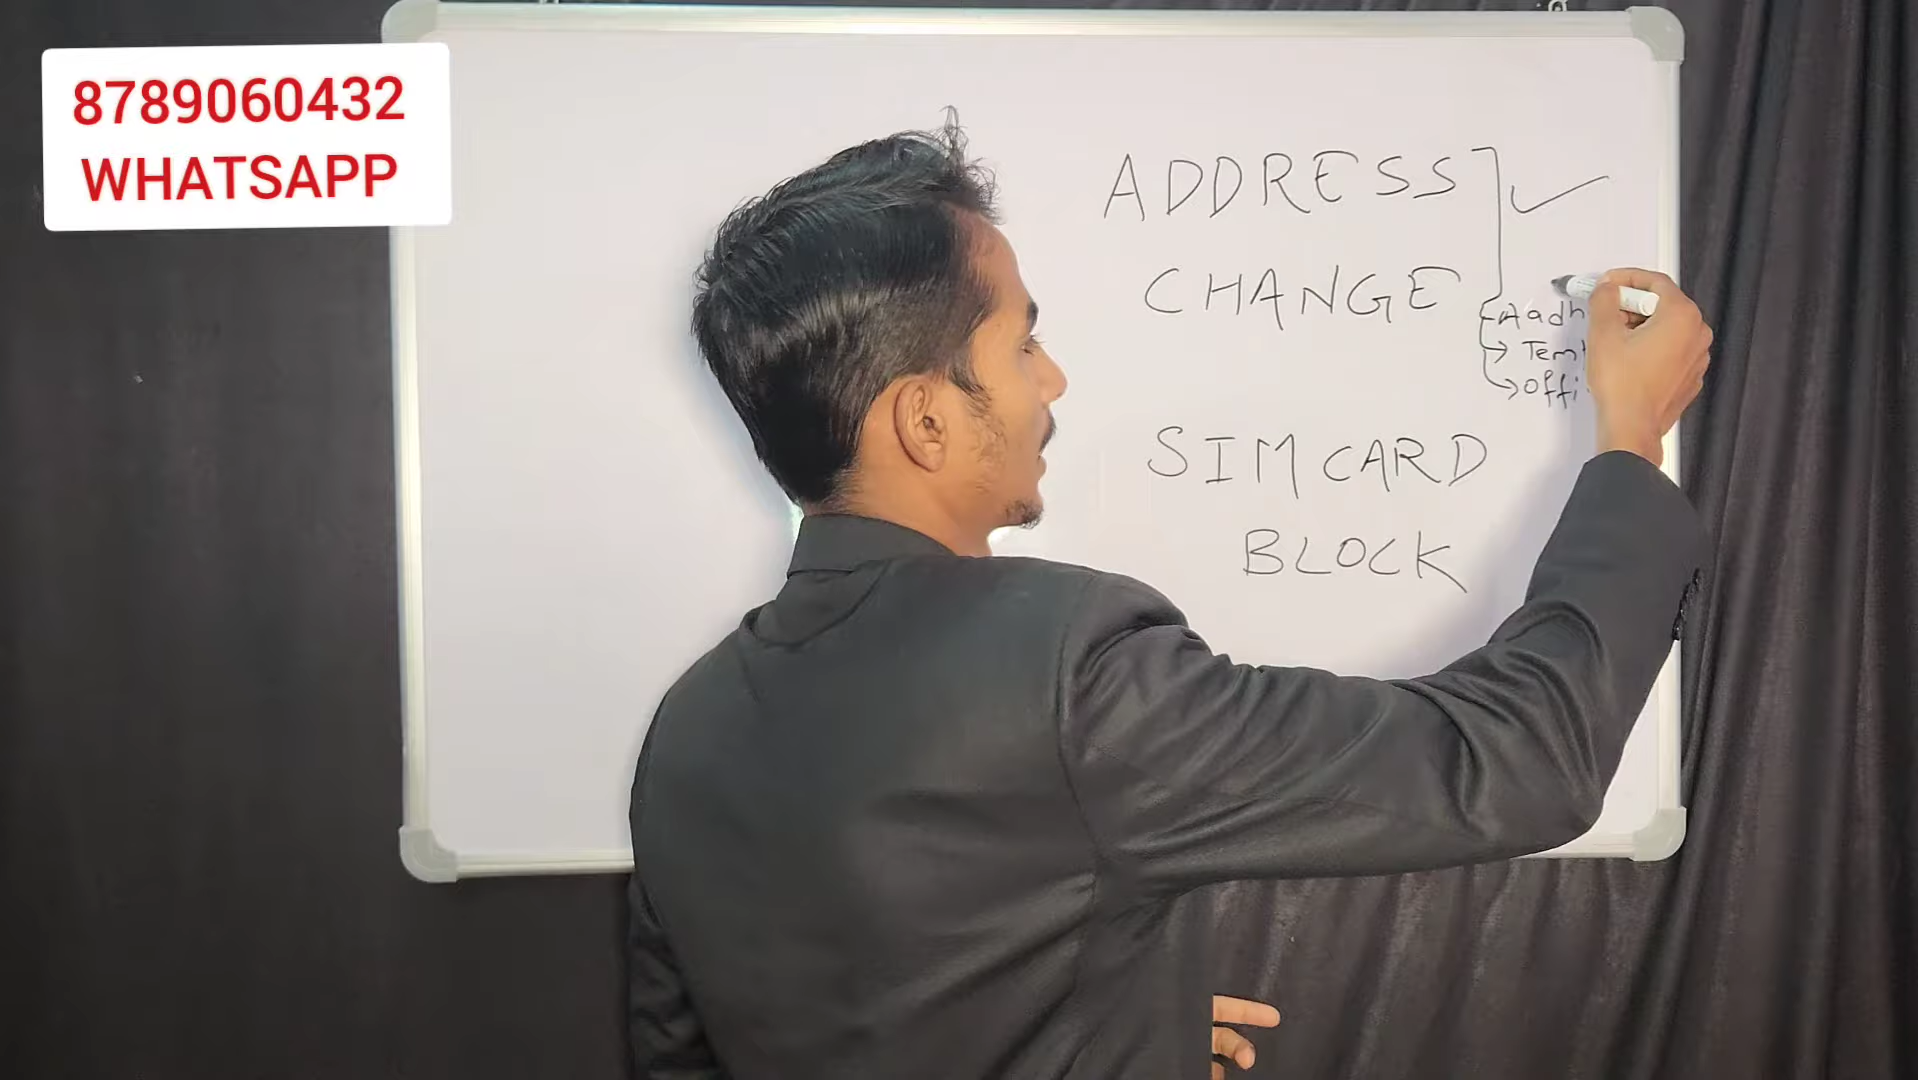 8789060432
WHATSAPP
ADDRESS
CHANGE
SIMCARD
BLOCK